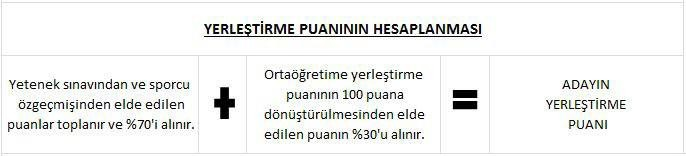 YERLEŞTİRME PUANININ HESAPLANMASI
Yetenek sınavından ve sporcu
özgeçmişinden elde edilen
puanlar toplanır ve %70'i alınır.
+
Ortaöğretime yerleştirme
puanının 100 puana
dönüştürülmesinden elde
edilen puanın %30'u alınır.
=
ADAYIN
YERLEŞTİRME
PUANI